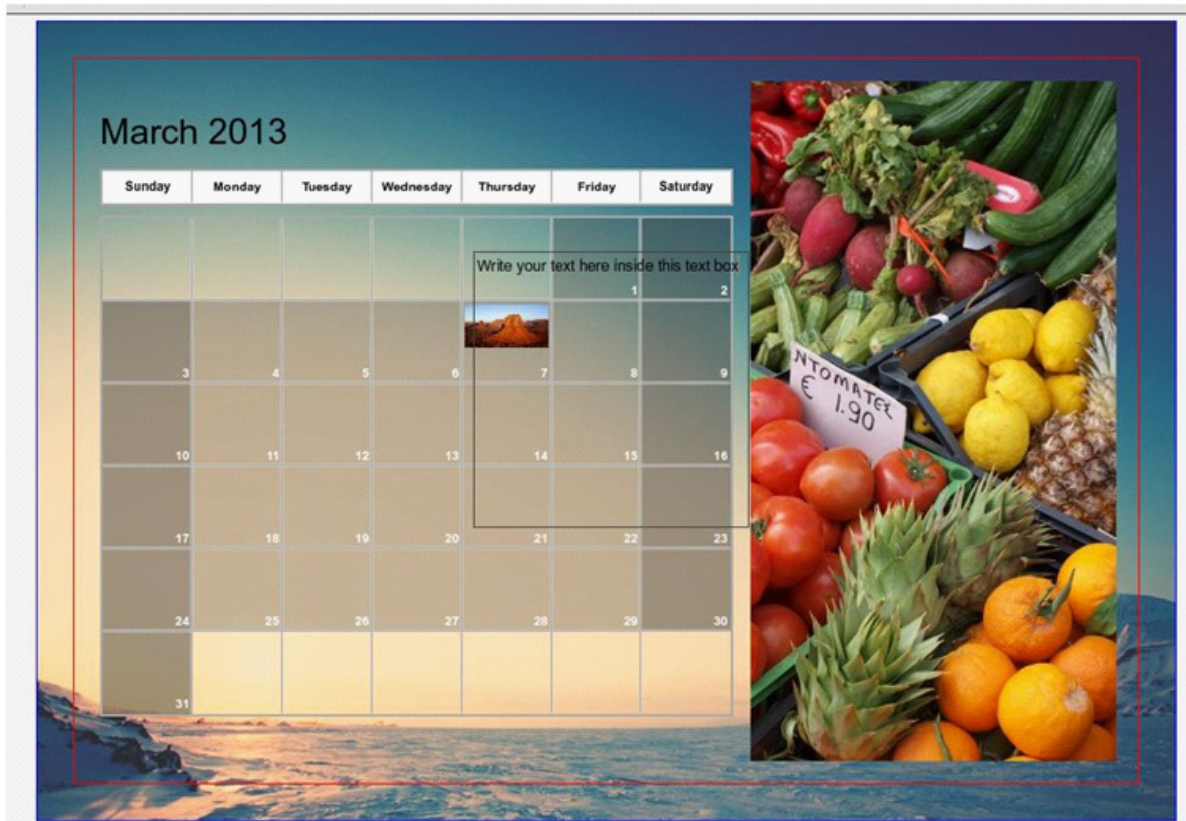 March 2013
Sunday Monday Tuesday Wednesday Thursday Friday Saturday
Write your text here inside this text box
1 2
3 4 5 6 7 8 9
10 11 12 13 14 15 16
17 18 19 20 21 22 23
24 25 26 27 28 29 30
31
ΝΤΟΜΑΤΕΣ
€ 1.90